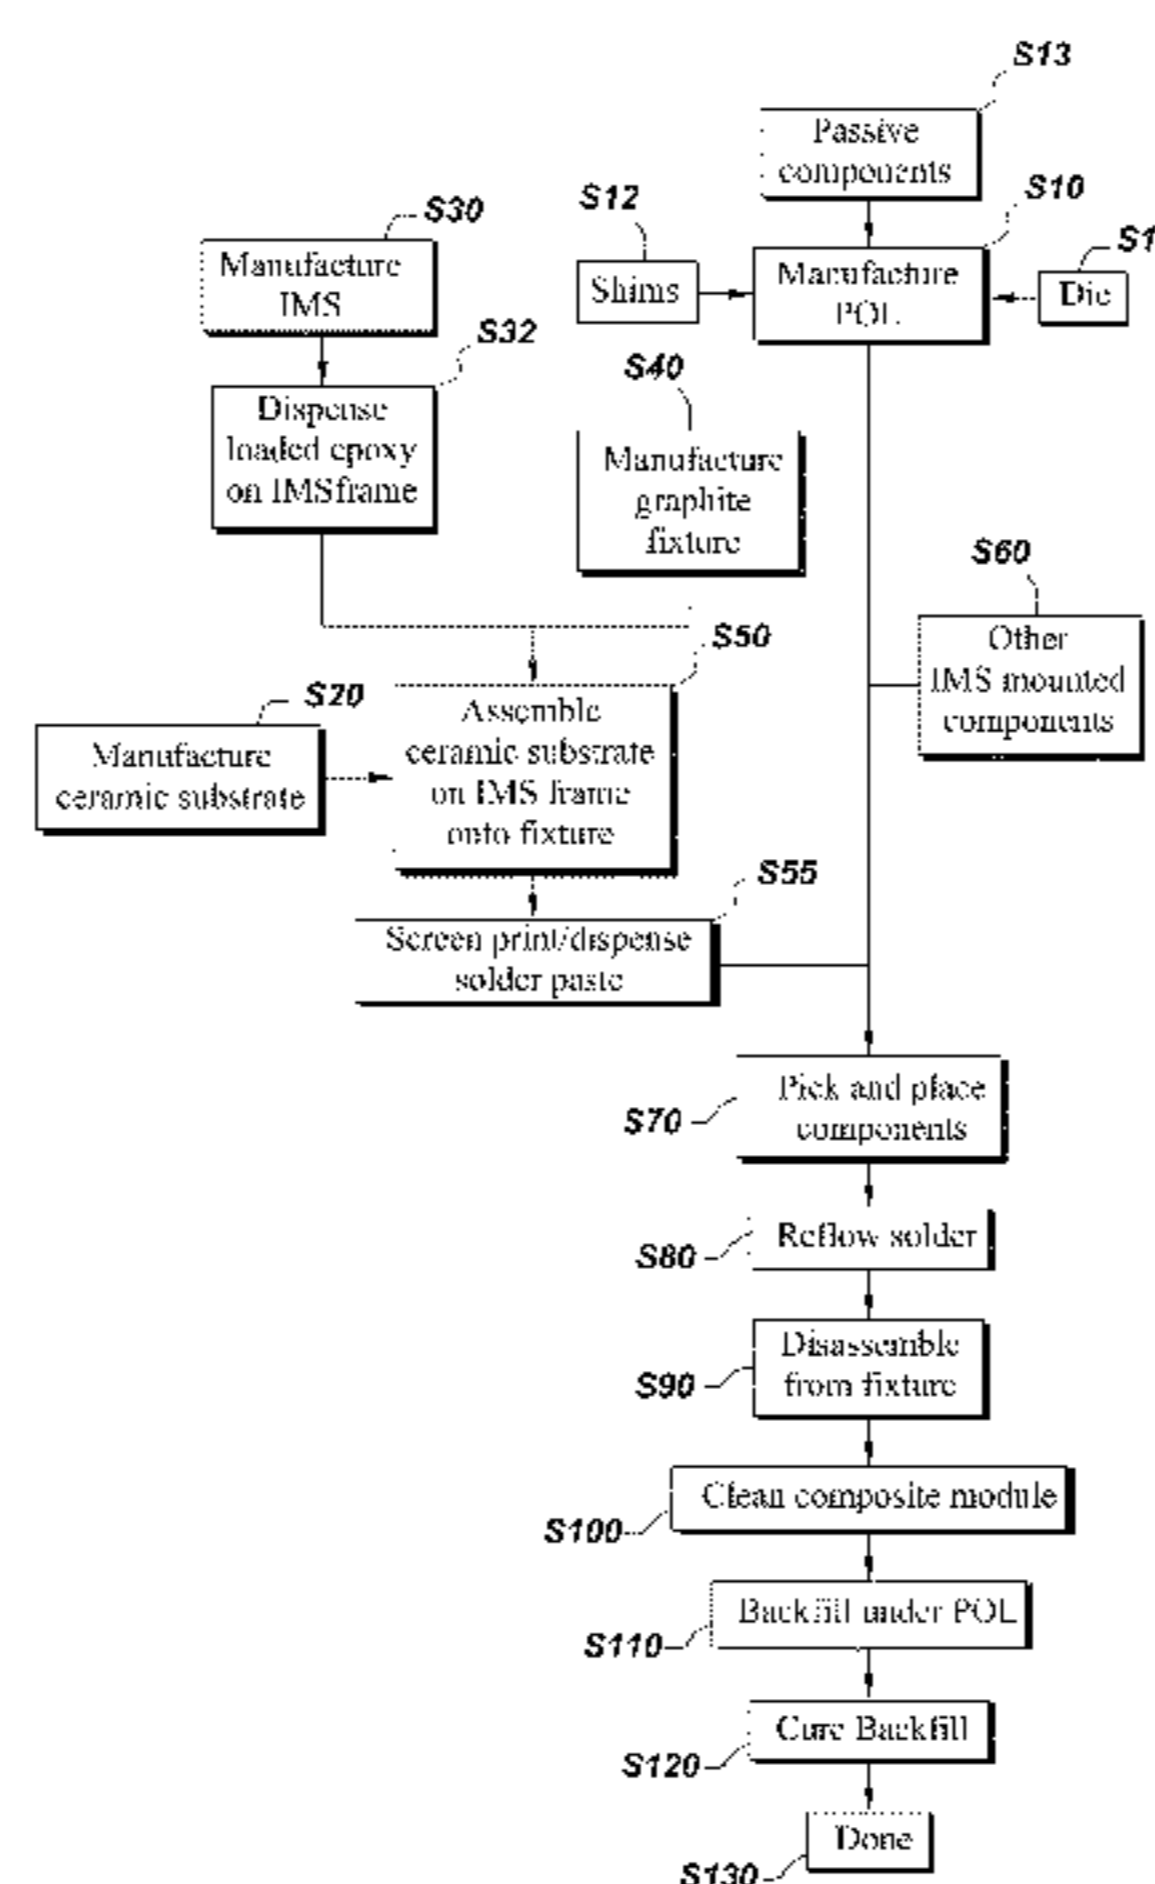 S13
Passive
components
S12
S10
S30
S1
Manufacture
IMS
Shims
Manufacture
POL
Die
S32
S40
Dispense
loaded epoxy
on IMSframe
Manufacture
graphite
fixture
S60
Other
IMS mounted
components
S50
S20
Assemble
ceramic substrate
on IMS frame
onto fixture
Manufacture
ceramic substrate
S55
Screen print/dispense
solder paste
S70
Pick and place
components
S80
Reflow solder
S90
Disassemble
from fixture
S100
Clean composite module
S110
Backfill under POL
S120
Cure Backfill
S130
Done